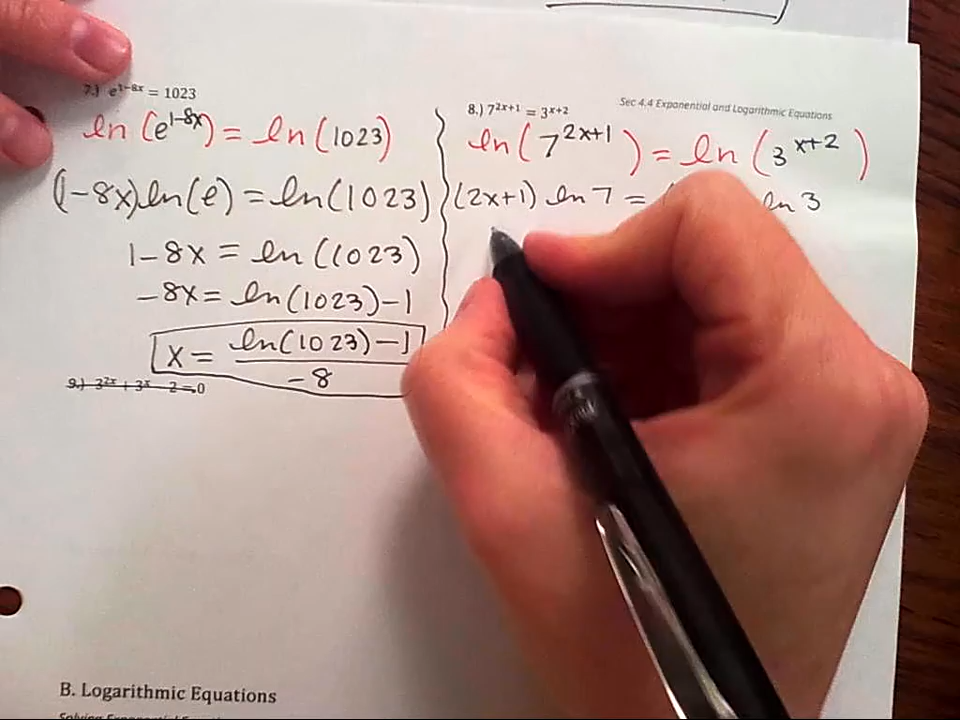 7.) e^{1-8x} = 1023
ln (e^{1-8x}) = ln (1023)
(1-8x) ln (e) = ln (1023)
1-8x = ln (1023)
-8x = ln (1023) -1
x = \frac{ln(1023)-1}{-8}
9.) 3^{2x} + 3^x - 2 = 0
Sec 4.4 Exponential and Logarithmic Equations
8.) 7^{2x+1} = 3^{x+2}
ln ( 7^{2x+1} ) = ln ( 3^{x+2} )
(2x+1) ln 7 = ( ln 3
B. Logarithmic Equations